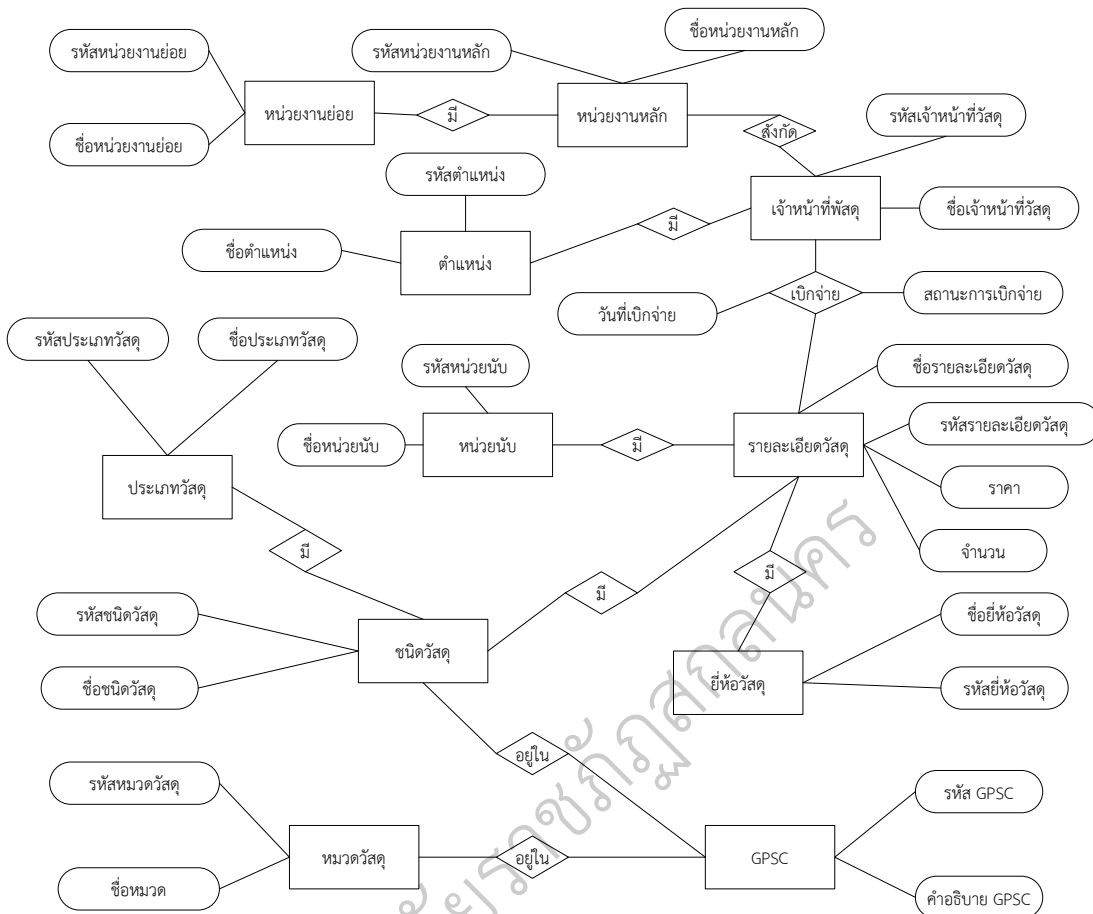 ชื่อหน่วยงานหลัก
รหัสหน่วยงานย่อย
รหัสหน่วยงานหลัก
หน่วยงานย่อย
มี
หน่วยงานหลัก
รหัสเจ้าหน้าที่วัสดุ
สังกัด
ชื่อหน่วยงานย่อย
รหัสตำแหน่ง
เจ้าหน้าที่พัสดุ
ชื่อเจ้าหน้าที่วัสดุ
มี
ชื่อตำแหน่ง
ตำแหน่ง
เบิกจ่าย
สถานะการเบิกจ่าย
วันที่เบิกจ่าย
รหัสประเภทวัสดุ
ชื่อประเภทวัสดุ
รหัสหน่วยนับ
ชื่อรายละเอียดวัสดุ
รหัสรายละเอียดวัสดุ
ชื่อหน่วยนับ
หน่วยนับ
มี
รายละเอียดวัสดุ
ประเภทวัสดุ
ราคา
มี
จำนวน
มี
มี
รหัสชนิดวัสดุ
ชื่อยี่ห้อวัสดุ
ชนิดวัสดุ
ชื่อชนิดวัสดุ
ยี่ห้อวัสดุ
รหัสยี่ห้อวัสดุ
อยู่ใน
รหัสหมวดวัสดุ
รหัส GPSC
หมวดวัสดุ
อยู่ใน
GPSC
ชื่อหมวด
คำอธิบาย GPSC
ราชภัฏสกลนคร